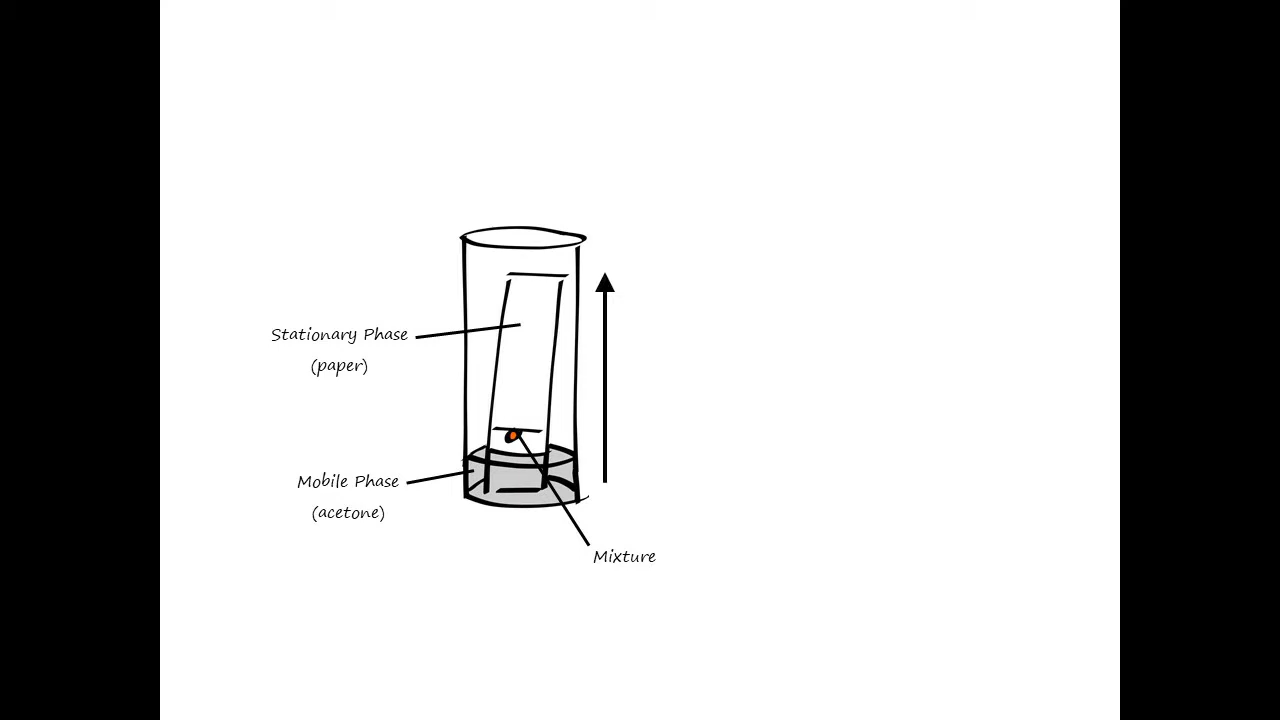 Stationary Phase
(paper)
Mobile Phase
(acetone)
Mixture